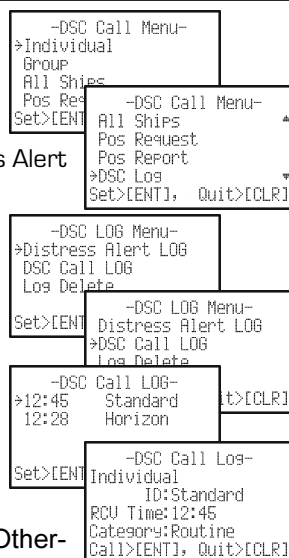 -DSC Call Menu-
→Individual
Group
All Ships
Pos Req
Set>[ENT
-DSC Call Menu-
All Ships
Pos Request
Pos Report
→DSC Log
Set>[ENT], Quit>[CLR]
s Alert
-DSC LOG Menu-
→Distress Alert LOG
DSC Call LOG
Log Delete
Set>[ENT
-DSC LOG Menu-
Distress Alert LOG
→DSC Call LOG
Log Delete
it>[CLR]
-DSC Call LOG-
→12:45 Standard
12:28 Horizon
Set>[ENT
-DSC Call Log-
Individual
ID:Standard
RCV Time:12:45
Category:Routine
Call>[ENT], Quit>[CLR]
Other-